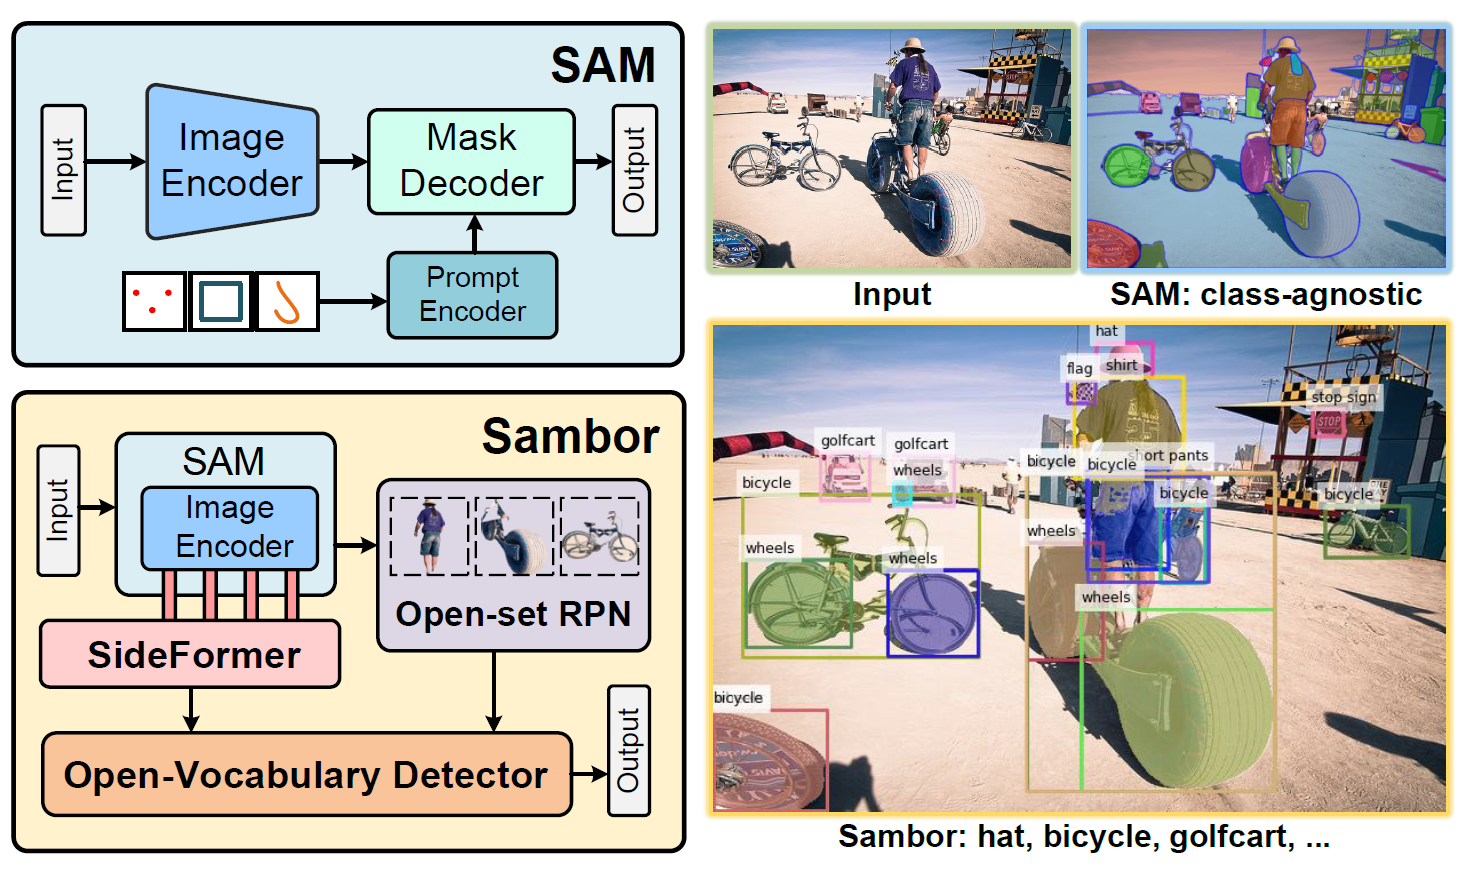 SAM
Input
Image
Encoder
Mask
Decoder
Output
Prompt
Encoder
Sambor
Input
SAM
Image
Encoder
Open-set RPN
SideFormer
Open-Vocabulary Detector
Output
Input
SAM: class-agnostic
hat
flag
shirt
stop sign
STOP
golfcart
golfcart
wheels
bicycle
bicycle
bicycle
short pants
bicycle
bicycle
wheels
wheels
wheels
wheels
bicycle
Sambor: hat, bicycle, golfcart, ...